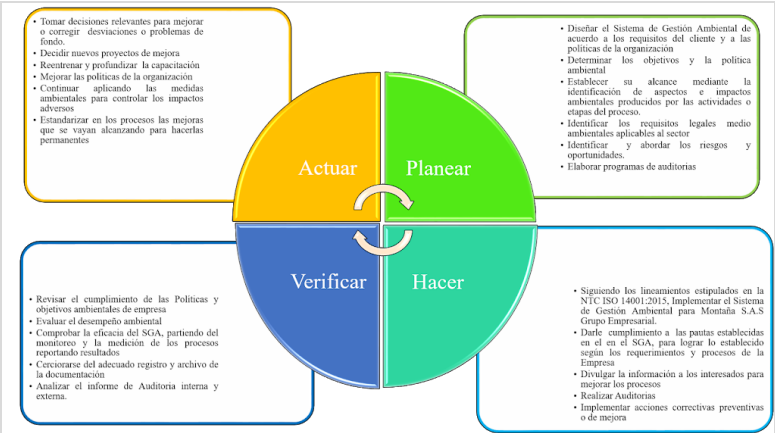 • Tomar decisiones relevantes para mejorar
o corregir desviaciones o problemas de
fondo.
• Decidir nuevos proyectos de mejora
• Reentrenar y profundizar la capacitación
• Mejorar las políticas de la organización
• Continuar aplicando las medidas
ambientales para controlar los impactos
adversos
• Estandarizar en los procesos las mejoras
que se vayan alcanzando para hacerlas
permanentes
• Diseñar el Sistema de Gestión Ambiental de
acuerdo a los requisitos del cliente y a las
políticas de la organización
• Determinar los objetivos y la política
ambiental
• Establecer su alcance mediante la
identificación de aspectos e impactos
ambientales producidos por las actividades o
etapas del proceso.
• Identificar los requisitos legales medio
ambientales aplicables al sector
• Identificar y abordar los riesgos y
oportunidades.
• Elaborar programas de auditorias
Actuar
Planear
Verificar
Hacer
• Revisar el cumplimiento de las Políticas y
objetivos ambientales de empresa
• Evaluar el desempeño ambiental
• Comprobar la eficacia del SGA, partiendo del
monitoreo y la medición de los procesos
reportando resultados
• Cerciorarse del adecuado registro y archivo de
la documentación
• Analizar el informe de Auditoria interna y
externa.
• Siguiendo los lineamientos estipulados en la
NTC ISO 14001:2015, Implementar el Sistema
de Gestión Ambiental para Montaña S.A.S
Grupo Empresarial.
• Darle cumplimiento a las pautas establecidas
en el en el SGA, para lograr lo establecido
según los requerimientos y procesos de la
Empresa
• Divulgar la información a los interesados para
mejorar los procesos
• Realizar Auditorias
• Implementar acciones correctivas preventivas
o de mejora